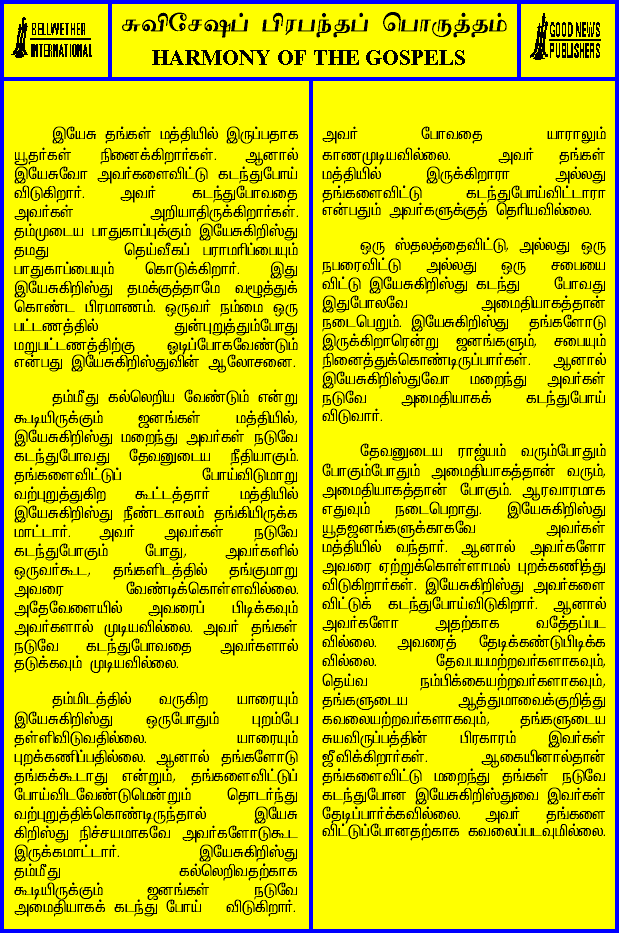 BELLWETHER
INTERNATIONAL
சுவிசேஷப் பிரபந்தப் பொருத்தம்
HARMONY OF THE GOSPELS
GOOD NEWS
PUBLISHERS
இயேசு தங்கள் மத்தியில் இருப்பதாக
யூதர்கள் நினைக்கிறார்கள். ஆனால்
இயேசுவோ அவர்களைவிட்டு கடந்துபோய்
விடுகிறார். அவர் கடந்துபோவதை
அவர்கள் அறியாதிருக்கிறார்கள்.
தம்முடைய பாதுகாப்புக்கும் இயேசுகிறிஸ்து
தமது தெய்வீகப் பராமரிப்பையும்
பாதுகாப்பையும் கொடுக்கிறார். இது
இயேசுகிறிஸ்து தமக்குத்தாமே வழூத்துக்
கொண்ட பிரமாணம். ஒருவர் நம்மை ஒரு
பட்டணத்தில் துன்புறுத்தும்போது
மறுபட்டணத்திற்கு ஓடிப்போகவேண்டும்
என்பது இயேசுகிறிஸ்துவின் ஆலோசனை.
தம்மீது கல்லெறிய வேண்டும் என்று
கூடியிருக்கும் ஜனங்கள் மத்தியில்,
இயேசுகிறிஸ்து மறைந்து அவர்கள் நடுவே
கடந்துபோவது தேவனுடைய நீதியாகும்.
தங்களைவிட்டுப் போய்விடுமாறு
வற்புறுத்துகிற கூட்டத்தார் மத்தியில்
இயேசுகிறிஸ்து நீண்டகாலம் தங்கியிருக்க
மாட்டார். அவர் அவர்கள் நடுவே
கடந்துபோகும் போது, அவர்களில்
ஒருவர்கூட, தங்களிடத்தில் தங்குமாறு
அவரை வேண்டிக்கொள்ளவில்லை.
அதேவேளையில் அவரைப் பிடிக்கவும்
அவர்களால் முடியவில்லை. அவர் தங்கள்
நடுவே கடந்துபோவதை அவர்களால்
தடுக்கவும் முடியவில்லை.
தம்மிடத்தில் வருகிற யாரையும்
இயேசுகிறிஸ்து ஒருபோதும் புறம்பே
தள்ளிவிடுவதில்லை. யாரையும்
புறக்கணிப்பதில்லை. ஆனால் தங்களோடு
தங்கக்கூடாது என்றும், தங்களைவிட்டுப்
போய்விடவேண்டுமென்றும் தொடர்ந்து
வற்புறுத்திக்கொண்டிருந்தால் இயேசு
கிறிஸ்து நிச்சயமாகவே அவர்களோடுகூட
இருக்கமாட்டார். இயேசுகிறிஸ்து
தம்மீது கல்லெறிவதற்காக
கூடியிருக்கும் ஜனங்கள் நடுவே
அமைதியாகக் கடந்து போய் விடுகிறார்.
அவர் போவதை யாராலும்
காணமுடியவில்லை. அவர் தங்கள்
மத்தியில் இருக்கிறாரா அல்லது
தங்களைவிட்டு கடந்துபோய்விட்டாரா
என்பதும் அவர்களுக்குத் தெரியவில்லை.
ஒரு ஸ்தலத்தைவிட்டு, அல்லது ஒரு
நபரைவிட்டு அல்லது ஒரு சபையை
விட்டு இயேசுகிறிஸ்து கடந்து போவது
இதுபோலவே அமைதியாகத்தான்
நடைபெறும். இயேசுகிறிஸ்து தங்களோடு
இருக்கிறாரென்று ஜனங்களும், சபையும்
நினைத்துக்கொண்டிருப்பார்கள். ஆனால்
இயேசுகிறிஸ்துவோ மறைந்து அவர்கள்
நடுவே அமைதியாகக் கடந்துபோய்
விடுவார்.
தேவனுடைய ராஜ்யம் வரும்போதும்
போகும்போதும் அமைதியாகத்தான் வரும்,
அமைதியாகத்தான் போகும். ஆரவாரமாக
எதுவும் நடைபெறாது. இயேசுகிறிஸ்து
யூதஜனங்களுக்காகவே அவர்கள்
மத்தியில் வந்தார். ஆனால் அவர்களோ
அவரை ஏற்றுக்கொள்ளாமல் புறக்கணித்து
விடுகிறார்கள். இயேசுகிறிஸ்து அவர்களை
விட்டுக் கடந்துபோய்விடுகிறார். ஆனால்
அவர்களோ அதற்காக வதே்தப்பட
வில்லை. அவரைத் தேடிக்கண்டுபிடிக்க
வில்லை. தேவபயமற்றவர்களாகவும்,
தெய்வ நம்பிக்கையற்றவர்களாகவும்,
தங்களுடைய ஆத்துமாவைக்குறித்து
கவலையற்றவர்களாகவும், தங்களுடைய
சுயவிருப்பத்தின் பிரகாரம் இவர்கள்
ஜீவிக்கிறார்கள். ஆகையினால்தான்
தங்களைவிட்டு மறைந்து தங்கள் நடுவே
கடந்துபோன இயேசுகிறிஸ்துவை இவர்கள்
தேடிப்பார்க்கவில்லை. அவர் தங்களை
விட்டுப்போனதற்காக கவலைப்படவுமில்லை.